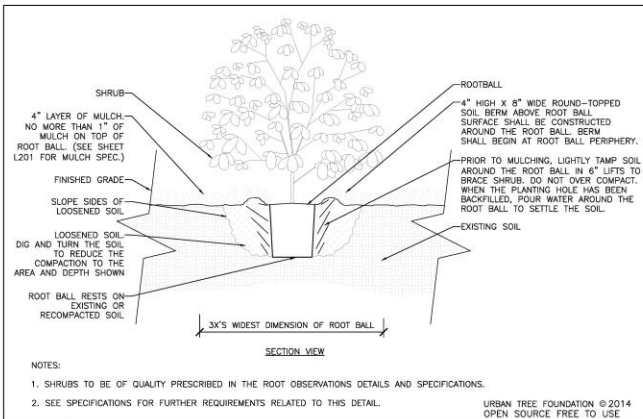 SHRUB
4" LAYER OF MULCH.
NO MORE THAN 1" OF
MULCH ON TOP OF
ROOT BALL. (SEE SHEET
L201 FOR MULCH SPEC.)
FINISHED GRADE
SLOPE SIDES OF
LOOSENED SOIL
LOOSENED SOIL.
DIG AND TURN THE SOIL
TO REDUCE THE
COMPACTION TO THE
AREA AND DEPTH SHOWN
ROOT BALL RESTS ON
EXISTING OR
RECOMPACTED SOIL
ROOTBALL
4" HIGH X 8" WIDE ROUND-TOPPED
SOIL BERM ABOVE ROOT BALL
SURFACE SHALL BE CONSTRUCTED
AROUND THE ROOT BALL. BERM
SHALL BEGIN AT ROOT BALL PERIPHERY.
PRIOR TO MULCHING, LIGHTLY TAMP SOIL
AROUND THE ROOT BALL IN 6" LIFTS TO
BRACE SHRUB. DO NOT OVER COMPACT.
WHEN THE PLANTING HOLE HAS BEEN
BACKFILLED, POUR WATER AROUND THE
ROOT BALL TO SETTLE THE SOIL.
EXISTING SOIL
3X'S WIDEST DIMENSION OF ROOT BALL
SECTION VIEW
NOTES:
1. SHRUBS TO BE OF QUALITY PRESCRIBED IN THE ROOT OBSERVATIONS DETAILS AND SPECIFICATIONS.
2. SEE SPECIFICATIONS FOR FURTHER REQUIREMENTS RELATED TO THIS DETAIL.
URBAN TREE FOUNDATION © 2014
OPEN SOURCE FREE TO USE